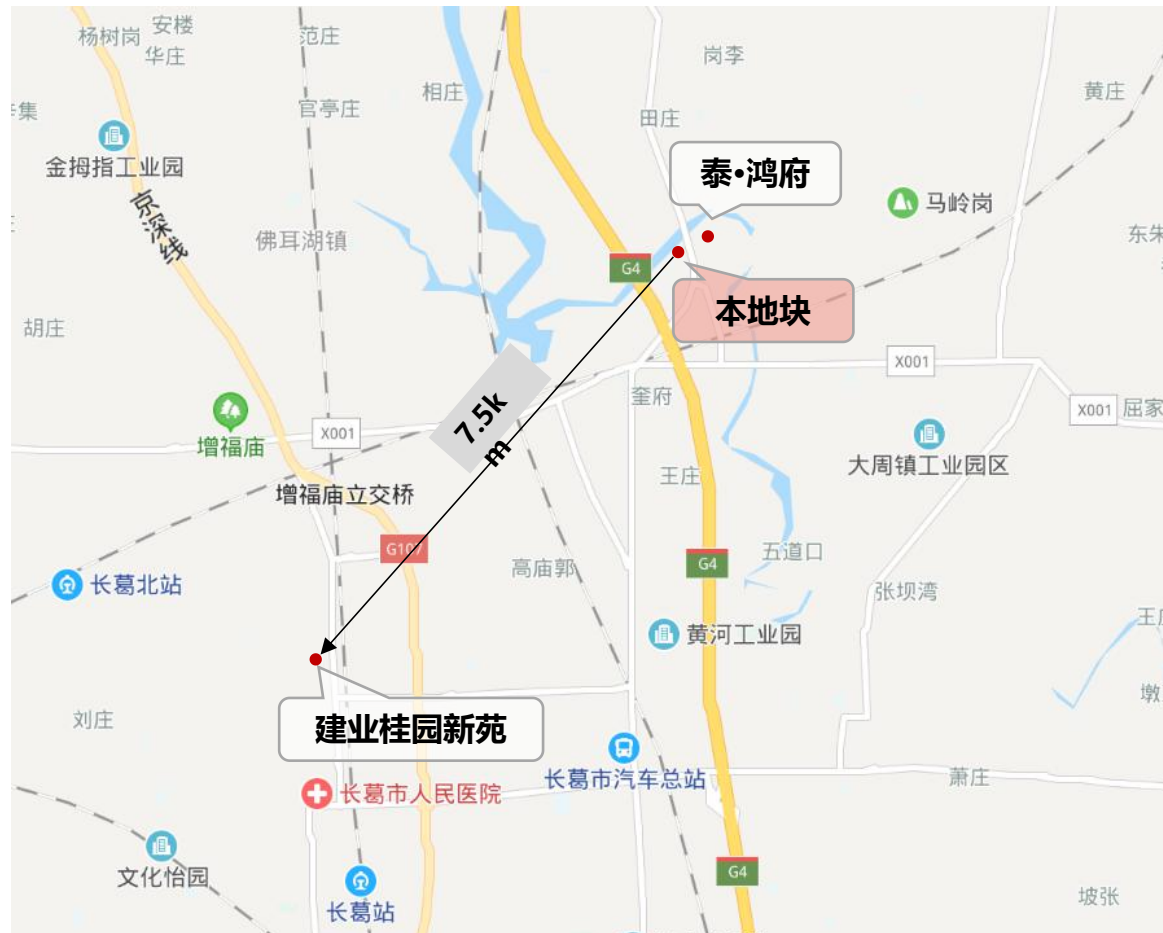 安楼
杨树岗
范庄
华庄
岗李
相庄
黄庄
官亭庄
田庄
金拇指工业园
泰•鸿府
马岭岗
京深线
佛耳湖镇
东朱
G4
本地块
胡庄
X001
奎府
7.5k
m
X001
屈家
增福庙
X001
大周镇工业园区
王庄
增福庙立交桥
G107
五道口
高庙郭
G4
长葛北站
张坝湾
黄河工业园
刘庄
墩
建业桂园新苑
长葛市汽车总站
萧庄
长葛市人民医院
G4
文化怡园
坡张
长葛站